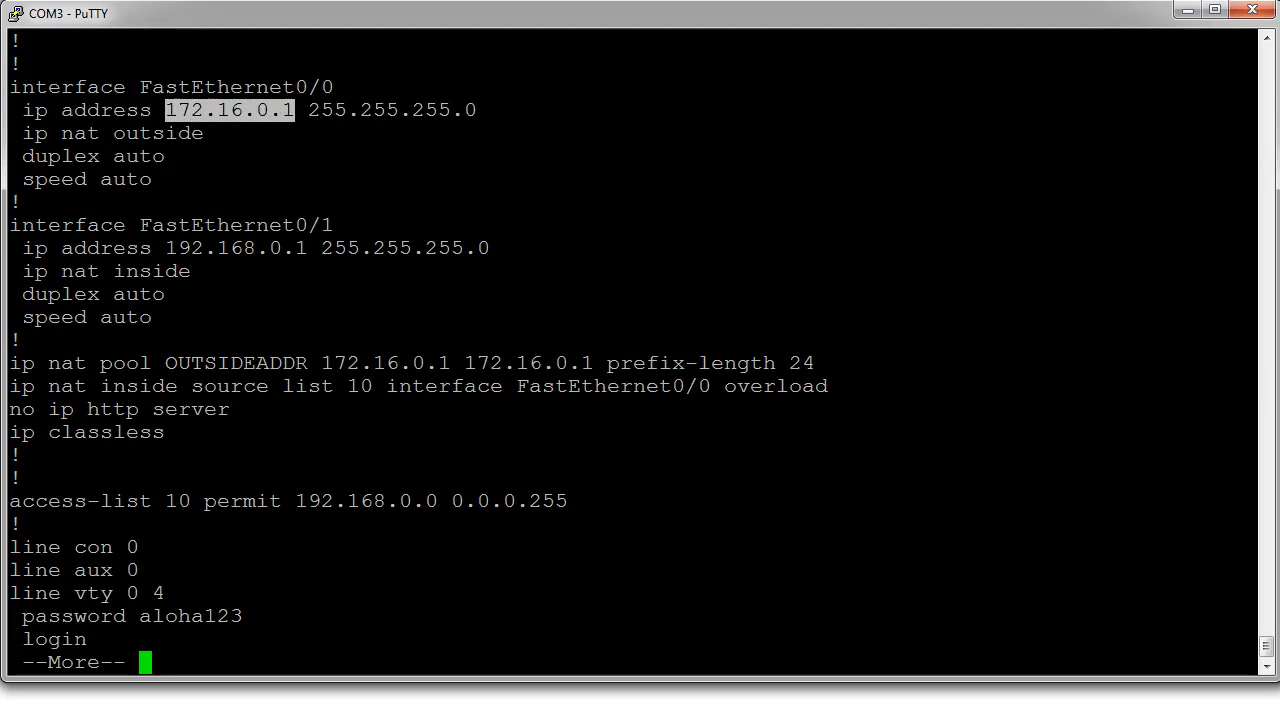 COM3 - PuTTY
!
!
interface FastEthernet0/0
 ip address 172.16.0.1 255.255.255.0
 ip nat outside
 duplex auto
 speed auto
!
interface FastEthernet0/1
 ip address 192.168.0.1 255.255.255.0
 ip nat inside
 duplex auto
 speed auto
!
ip nat pool OUTSIDEADDR 172.16.0.1 172.16.0.1 prefix-length 24
ip nat inside source list 10 interface FastEthernet0/0 overload
no ip http server
ip classless
!
!
access-list 10 permit 192.168.0.0 0.0.0.255
!
line con 0
line aux 0
line vty 0 4
 password aloha123
 login
 --More--